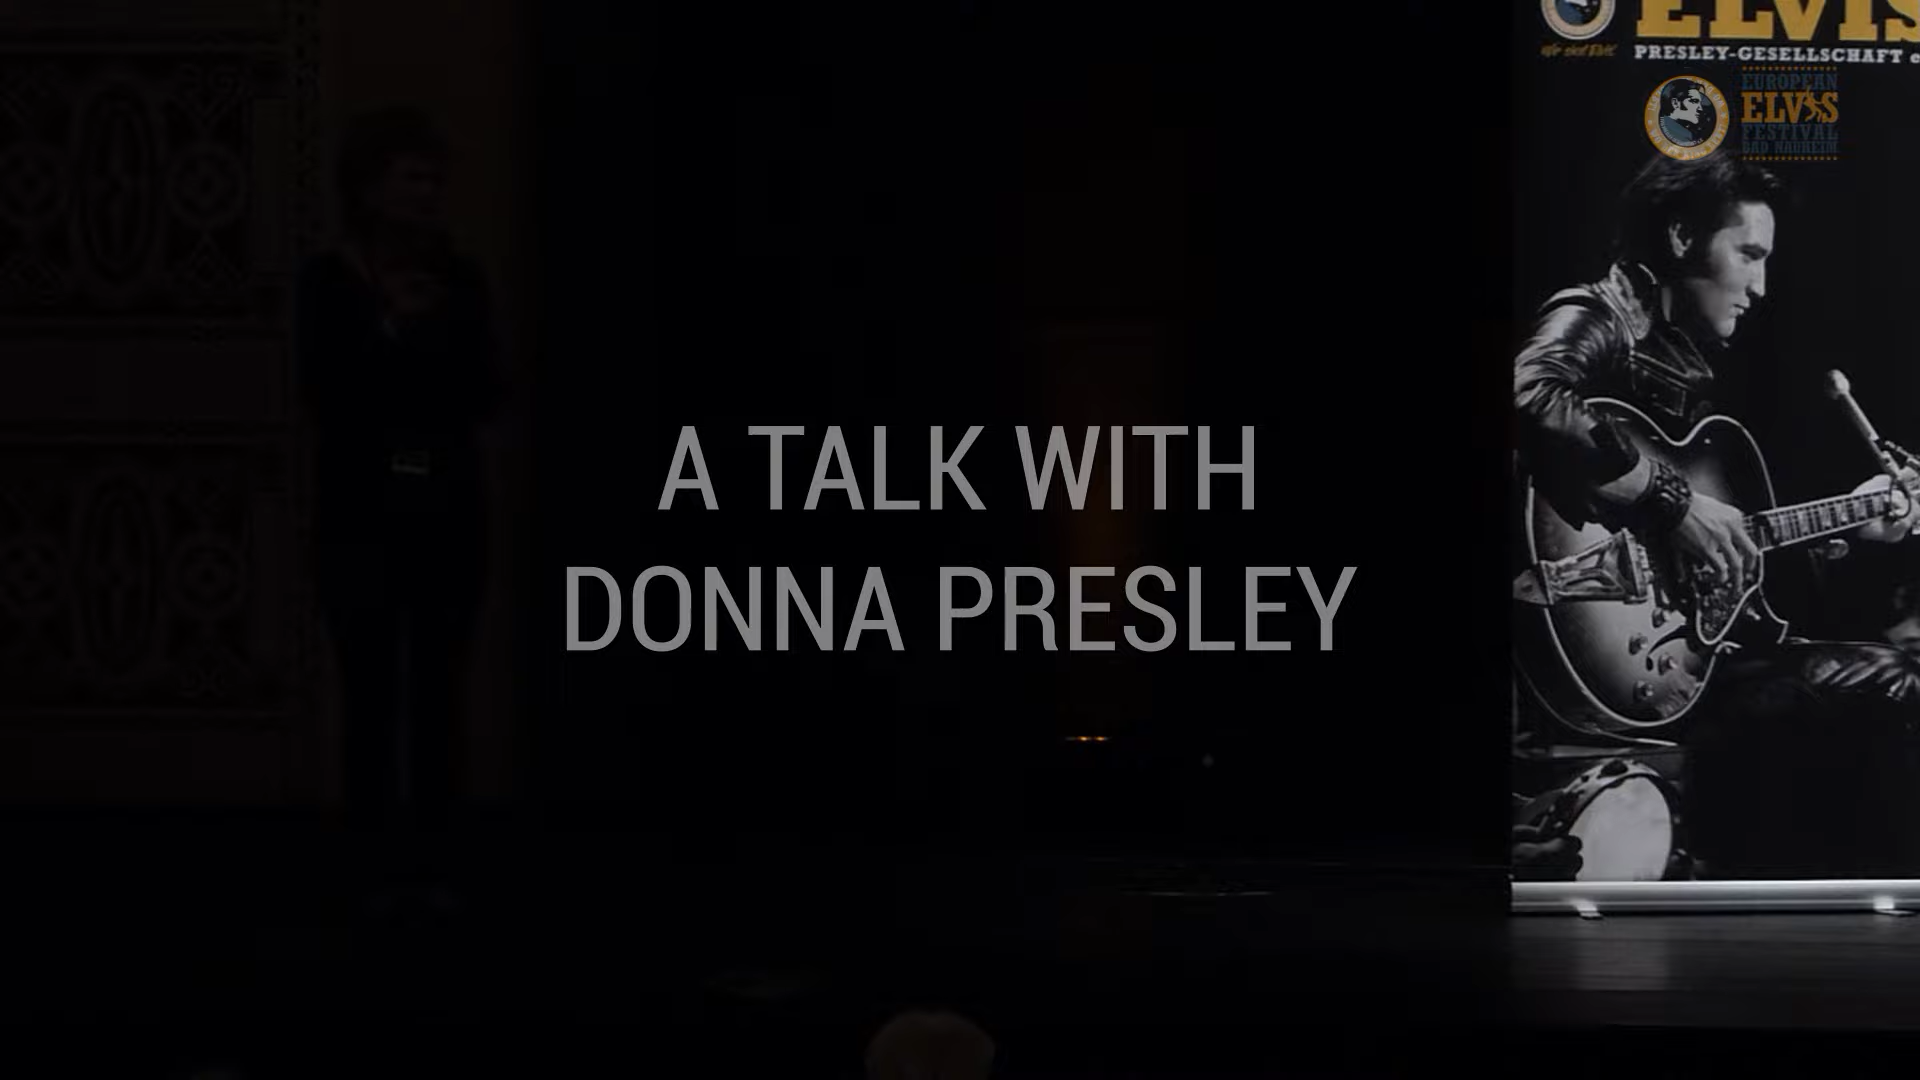 ELVIS
PRESLEY-GESELLSCHAFT e
EUROPEAN
ELVIS
FESTIVAL
BAD NAUHEIM
A TALK WITH
DONNA PRESLEY